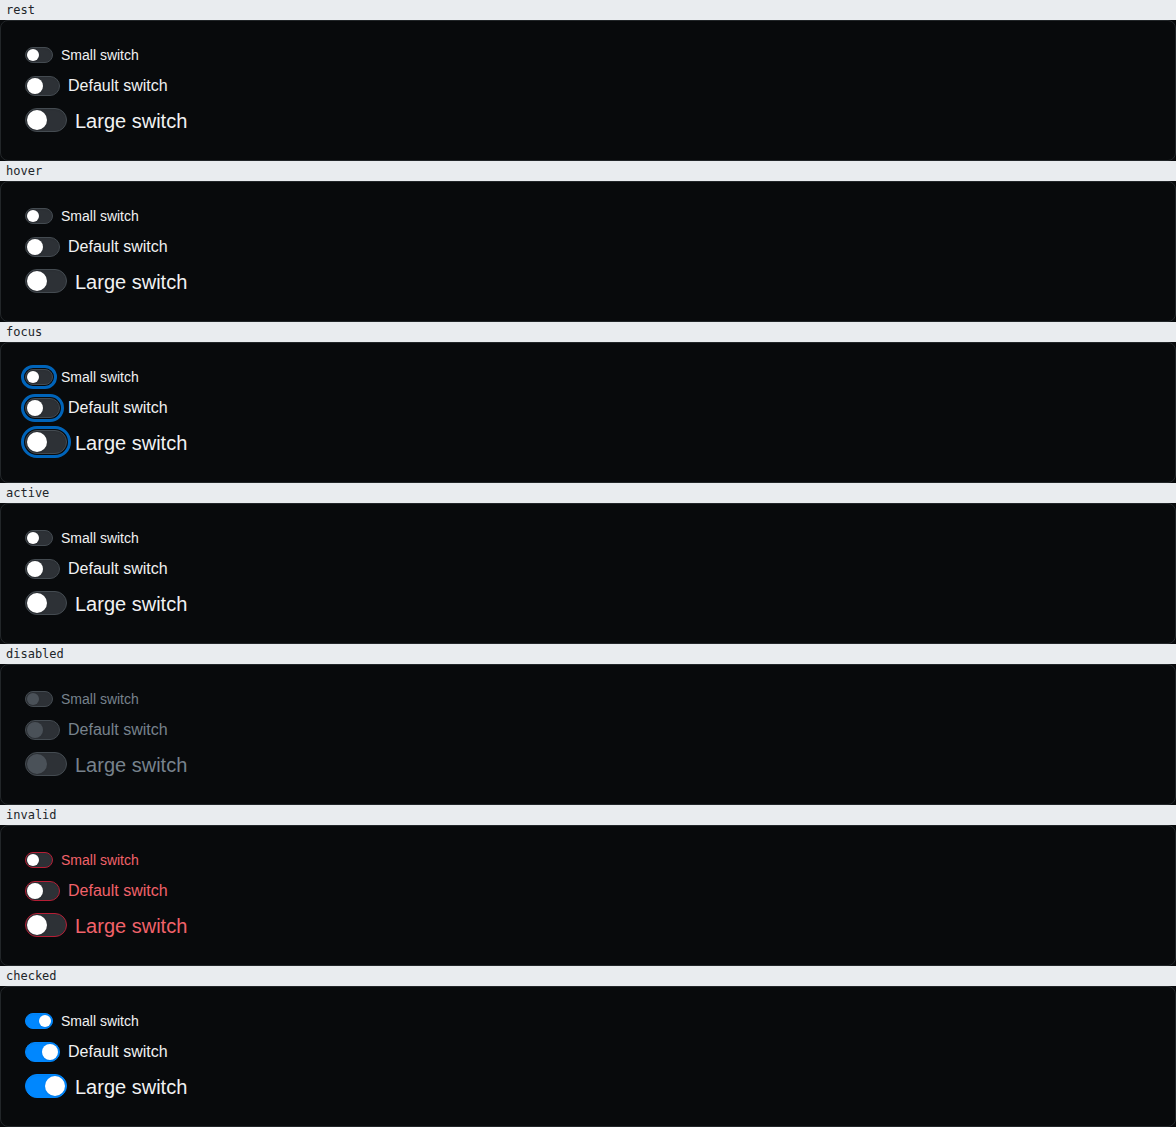 rest
Small switch
Default switch
Large switch
hover
Small switch
Default switch
Large switch
focus
Small switch
Default switch
Large switch
active
Small switch
Default switch
Large switch
disabled
Small switch
Default switch
Large switch
invalid
Small switch
Default switch
Large switch
checked
Small switch
Default switch
Large switch